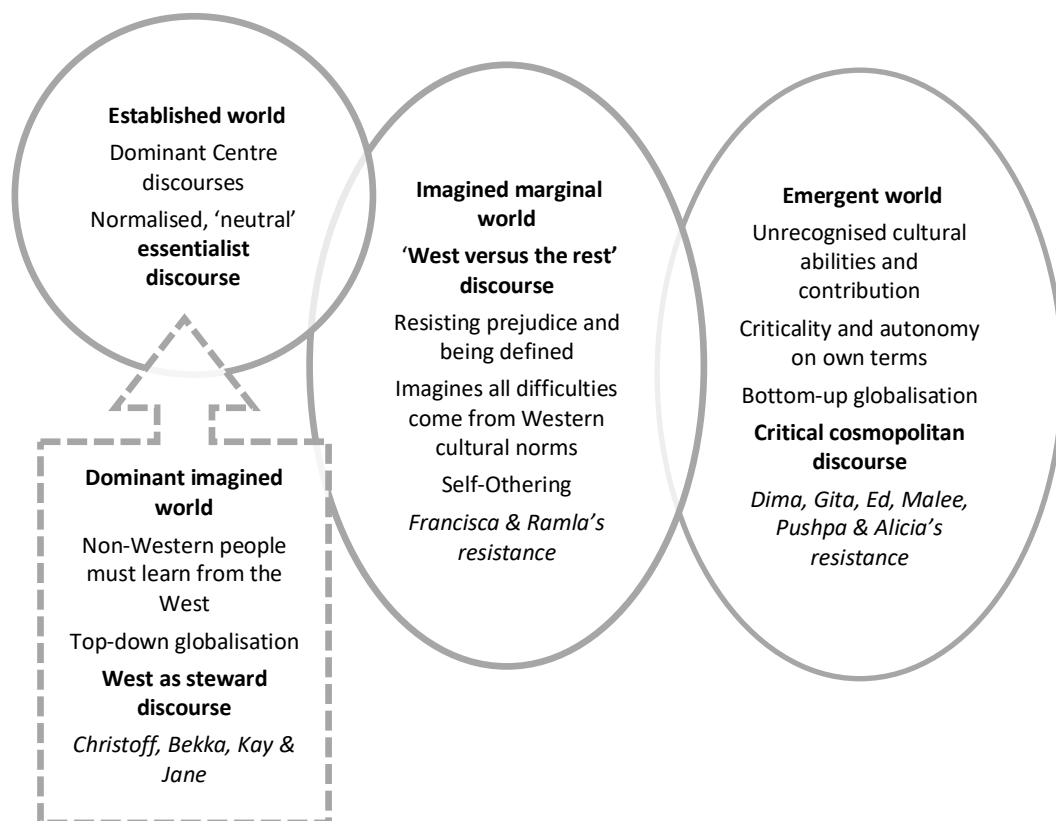 Established world
Dominant Centre
discourses
Normalised, ‘neutral’
essentialist
discourse
Dominant imagined
world
Non-Western people
must learn from the
West
Top-down globalisation
West as steward
discourse
Christoff, Bekka, Kay &
Jane
Imagined marginal
world
‘West versus the rest’
discourse
Resisting prejudice and
being defined
Imagines all difficulties
come from Western
cultural norms
Self-Othering
Francisca & Ramla’s
resistance
Emergent world
Unrecognised cultural
abilities and
contribution
Criticality and autonomy
on own terms
Bottom-up globalisation
Critical cosmopolitan
discourse
Dima, Gita, Ed, Malee,
Pushpa & Alicia’s
resistance